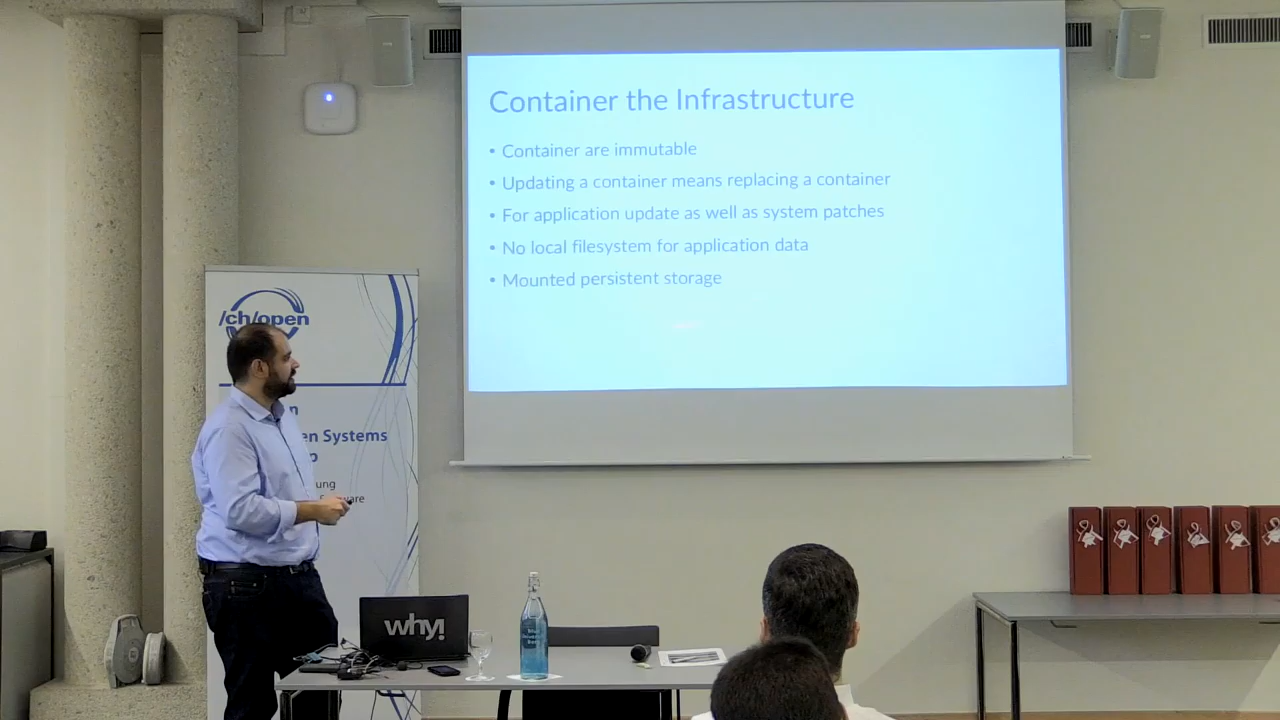 Container the Infrastructure
• Container are immutable
• Updating a container means replacing a container
• For application update as well as system patches
• No local filesystem for application data
• Mounted persistent storage
/ch/open
n
en Systems
p
ung
ware
why!